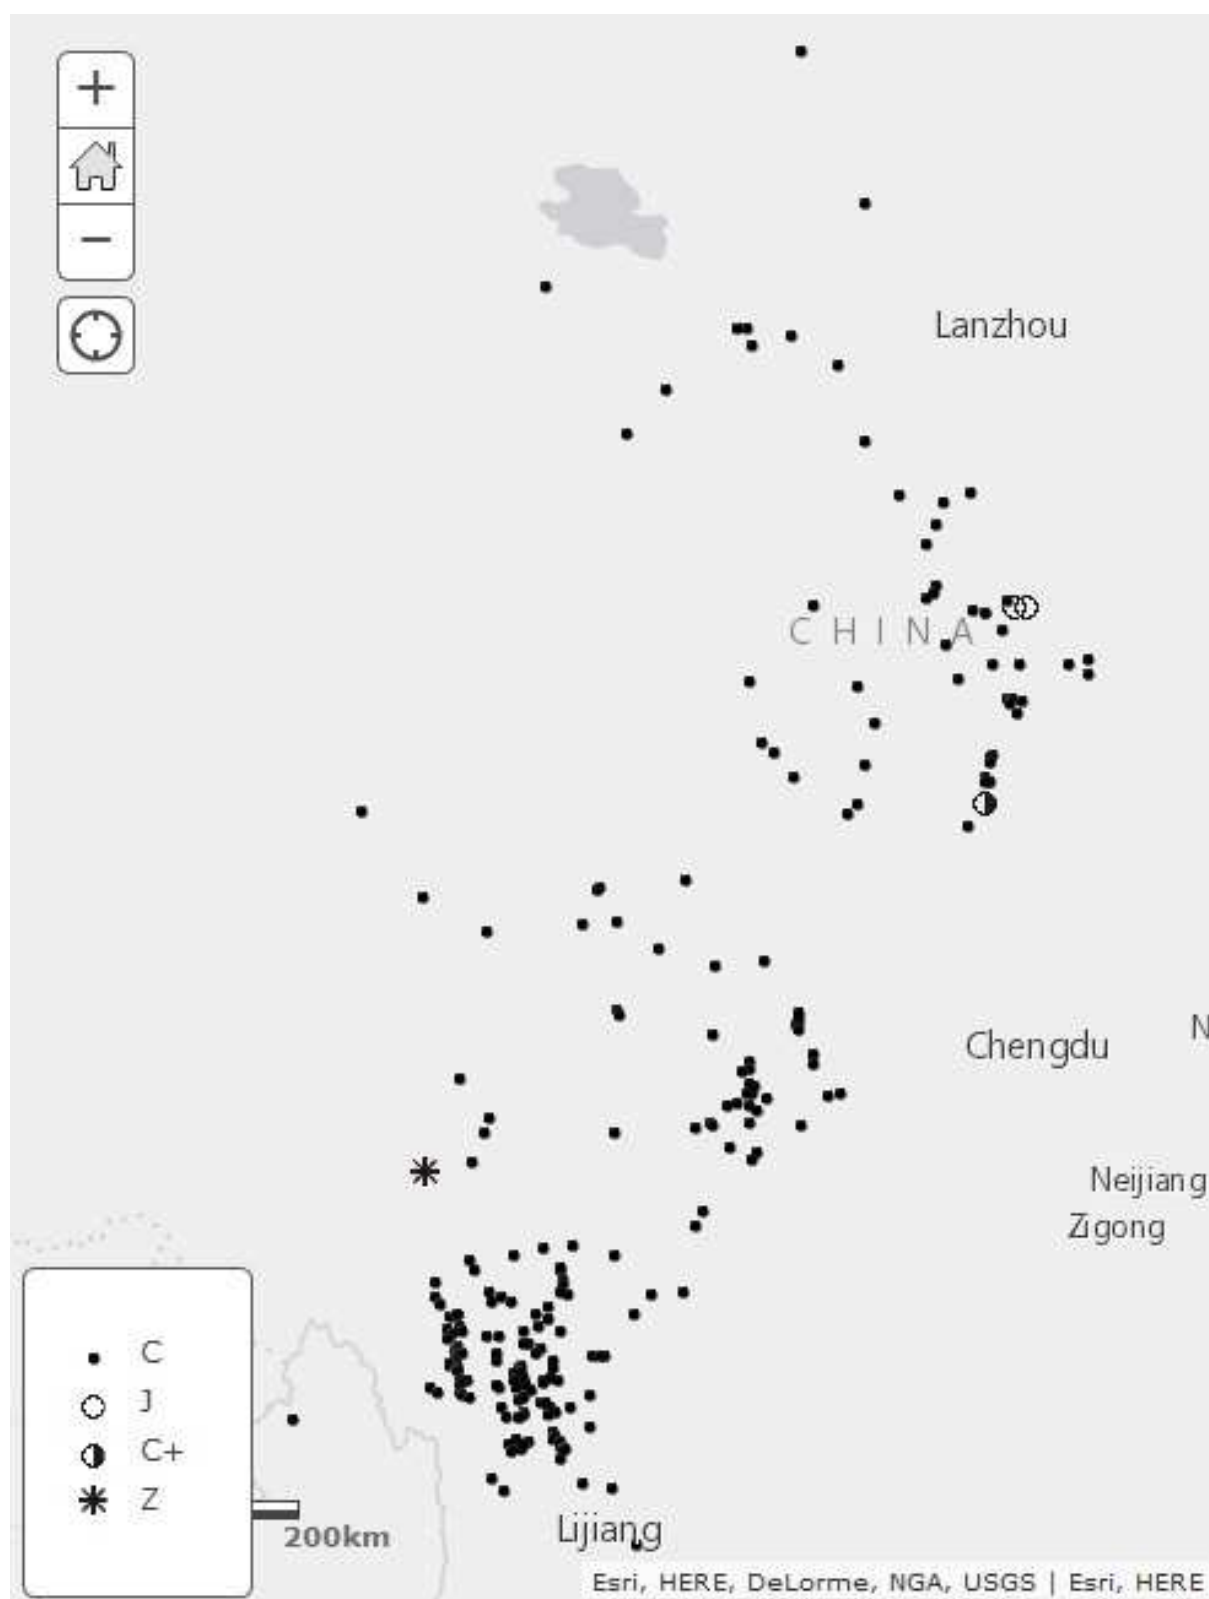 +
−
Lanzhou
CHINA
Chengdu
N
Neijiang
Zigong
C
J
C+
Z
200km
Lijiang
Esri, HERE, DeLorme, NGA, USGS | Esri, HERE